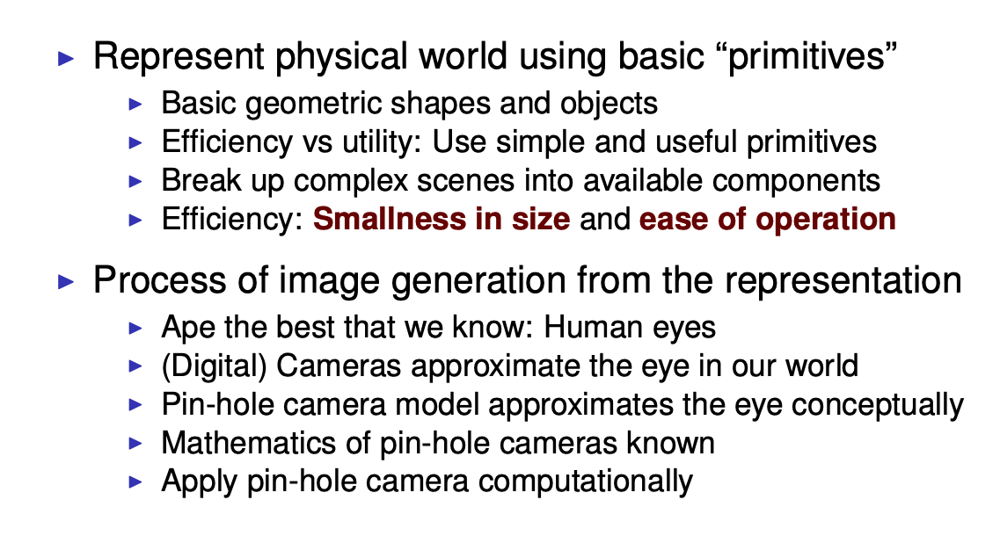 Represent physical world using basic “primitives”
Basic geometric shapes and objects
Efficiency vs utility: Use simple and useful primitives
Break up complex scenes into available components
Efficiency: Smallness in size and ease of operation
Process of image generation from the representation
Ape the best that we know: Human eyes
(Digital) Cameras approximate the eye in our world
Pin-hole camera model approximates the eye conceptually
Mathematics of pin-hole cameras known
Apply pin-hole camera computationally